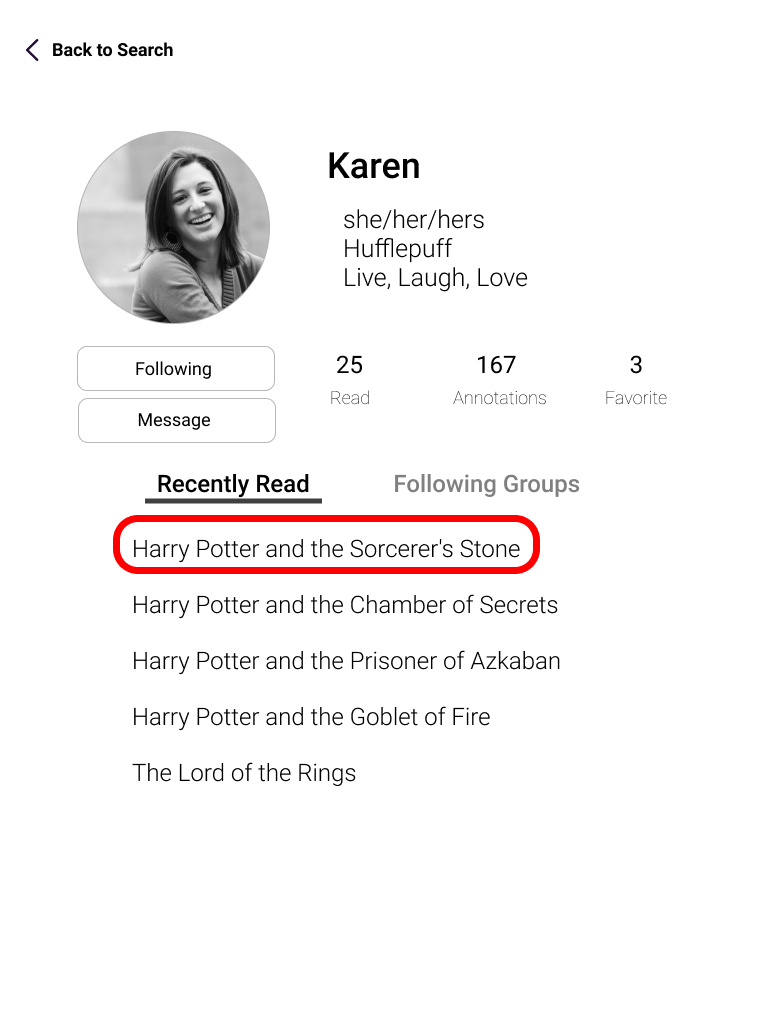 Back to Search
Karen
she/her/hers
Hufflepuff
Live, Laugh, Love
Following
Message
25
Read
167
Annotations
3
Favorite
Recently Read
Following Groups
Harry Potter and the Sorcerer's Stone
Harry Potter and the Chamber of Secrets
Harry Potter and the Prisoner of Azkaban
Harry Potter and the Goblet of Fire
The Lord of the Rings